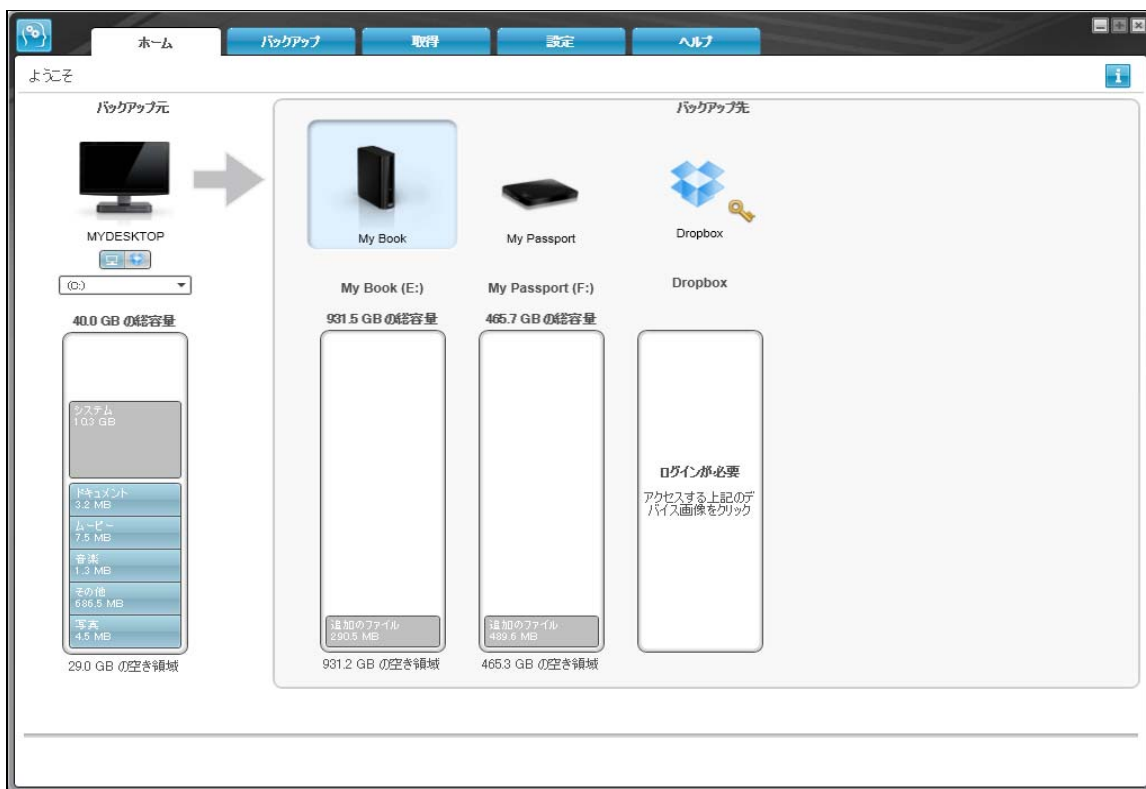 ホーム
バックアップ
取得
設定
ヘルプ
ようこそ
バックアップ元
MYDESKTOP
(C:)
40.0 GB の総容量
システム
10.3 GB
ドキュメント
3.2 MB
ムービー
7.5 MB
音楽
1.3 MB
その他
686.5 MB
写真
4.5 MB
29.0 GB の空き領域
バックアップ先
My Book
My Passport
Dropbox
My Book (E:)
My Passport (F:)
Dropbox
931.5 GB の総容量
465.7 GB の総容量
追加のファイル
290.5 MB
追加のファイル
489.6 MB
ログインが必要
アクセスする上記のデ
バイス画像をクリック
931.2 GB の空き領域
465.3 GB の空き領域